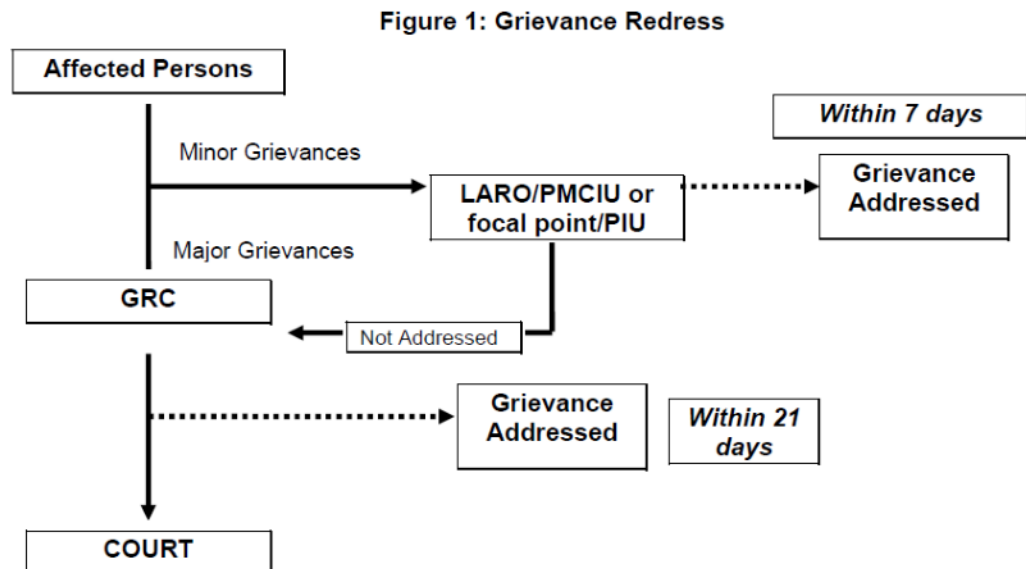 Figure 1: Grievance Redress
Affected Persons
Within 7 days
Minor Grievances
Grievance
Addressed
LARO/PMCIU or
focal point/PIU
Major Grievances
GRC
Not Addressed
Grievance
Addressed
Within 21
days
COURT